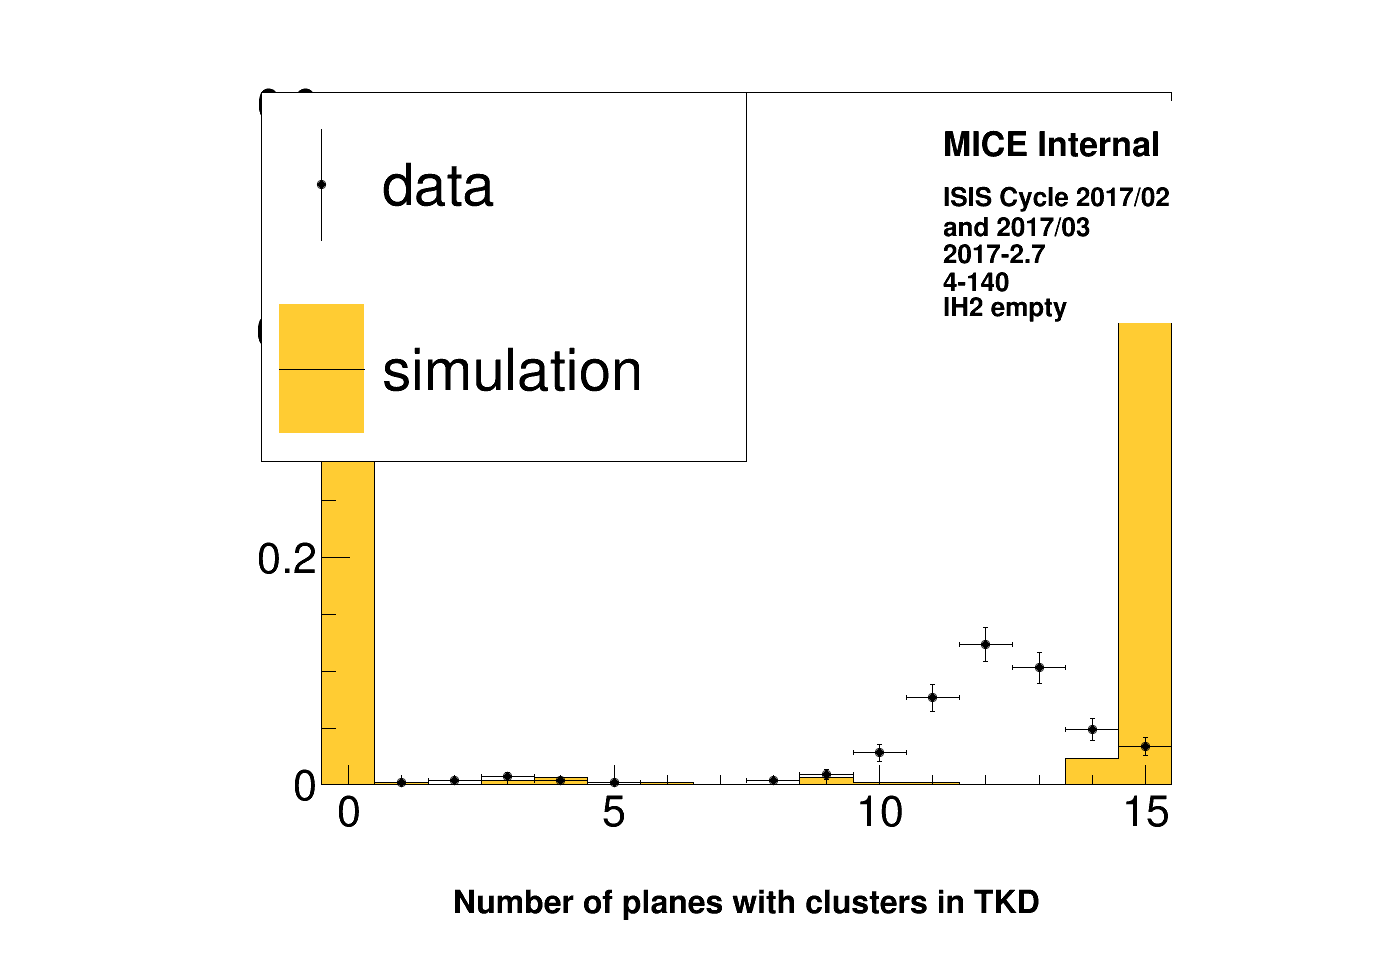 data
simulation
MICE Internal
ISIS Cycle 2017/02
and 2017/03
2017-2.7
4-140
lH2 empty
0.2
0
0 5 10 15
Number of planes with clusters in TKD